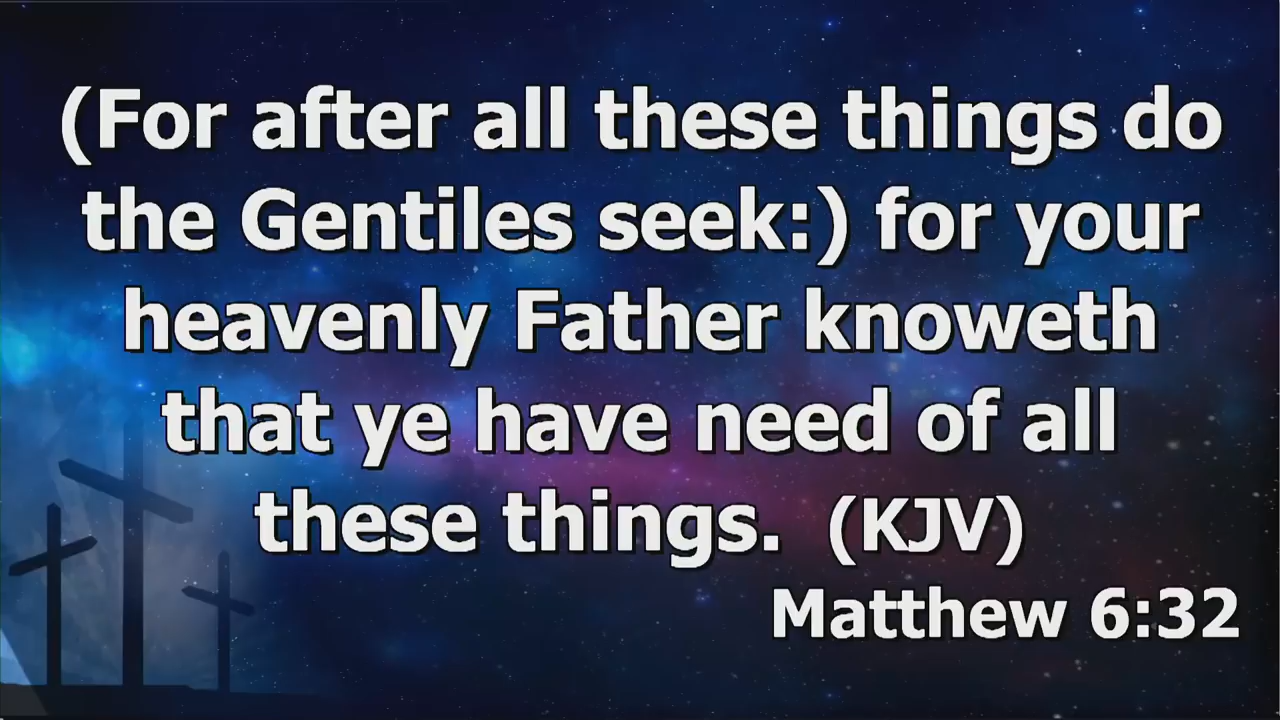 (For after all these things do
the Gentiles seek:) for your
heavenly Father knoweth
that ye have need of all
these things.  (KJV)
Matthew 6:32